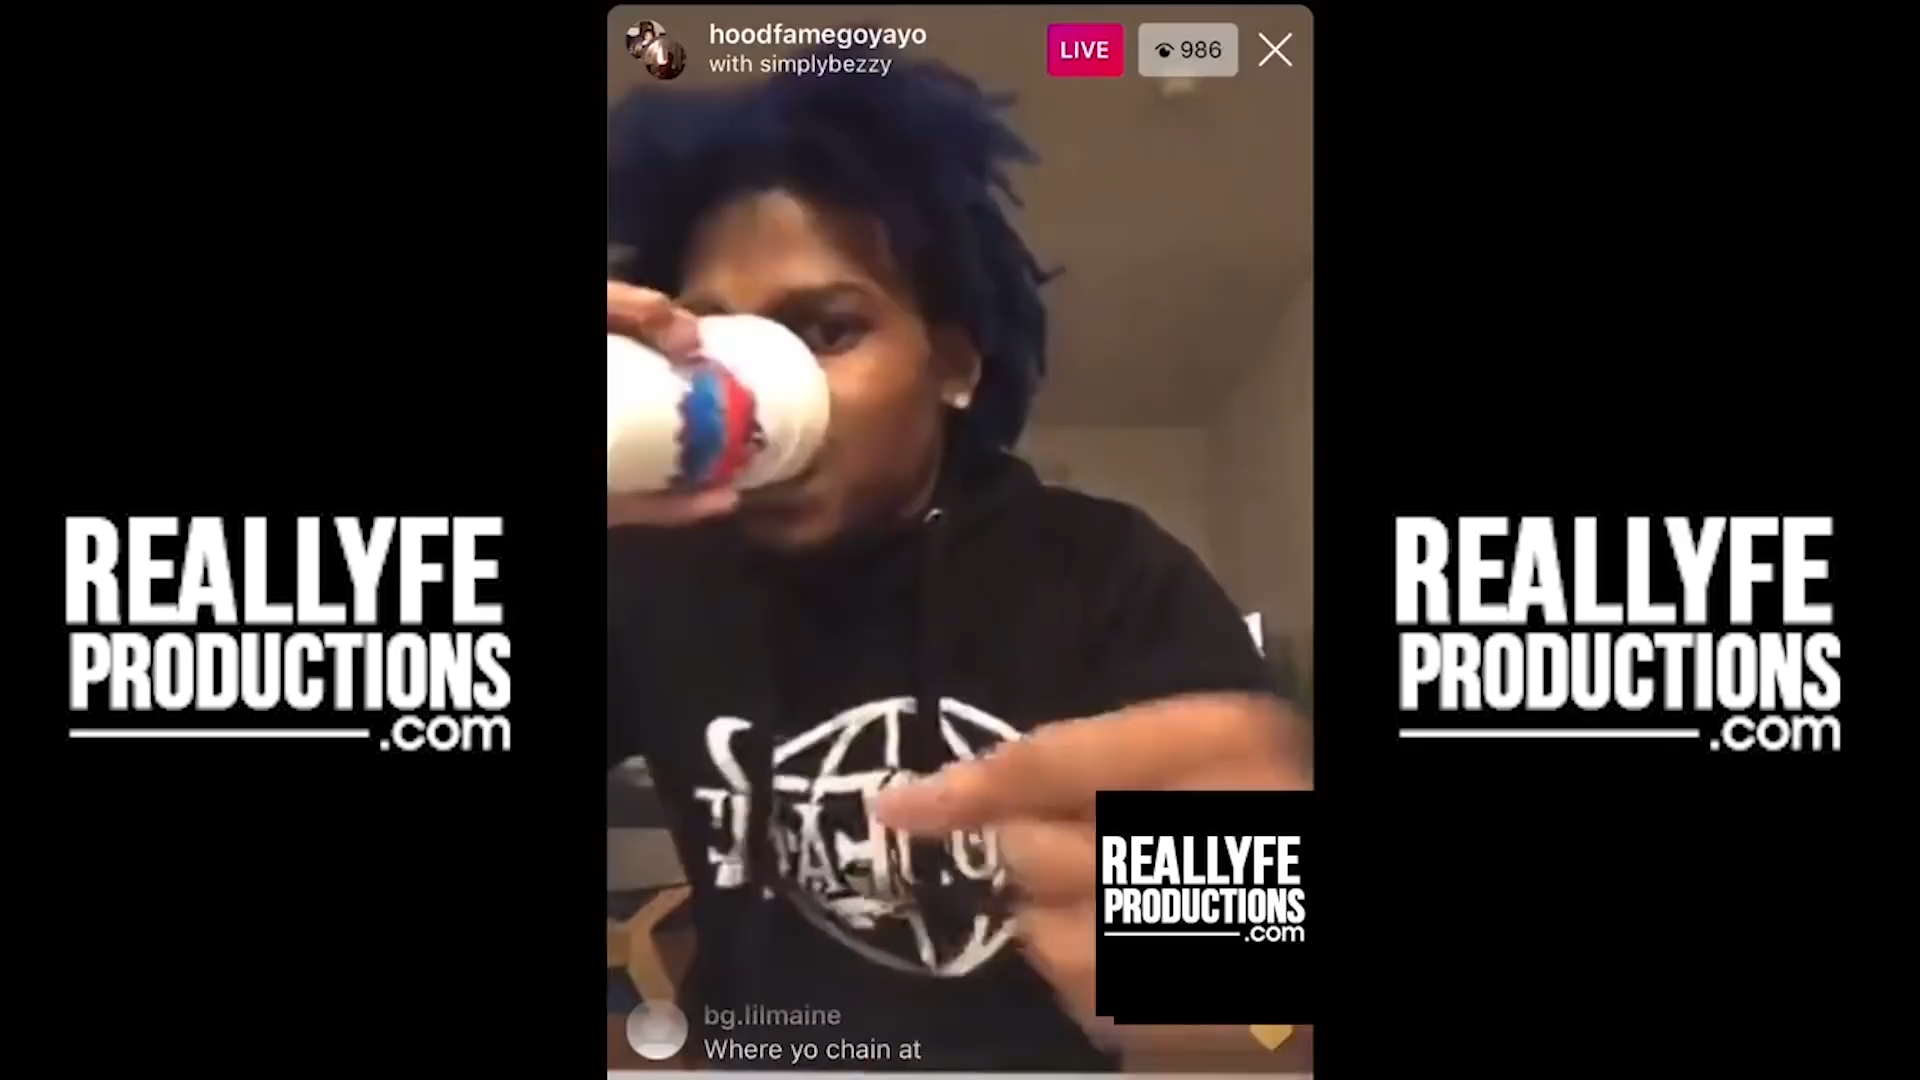 hoodfamegoyayo
with simplybezzy
LIVE
986
REALLYFE
PRODUCTIONS
.com
REALLYFE
PRODUCTIONS
.com
REALLYFE
PRODUCTIONS
.com
bg.lilmaine
Where yo chain at